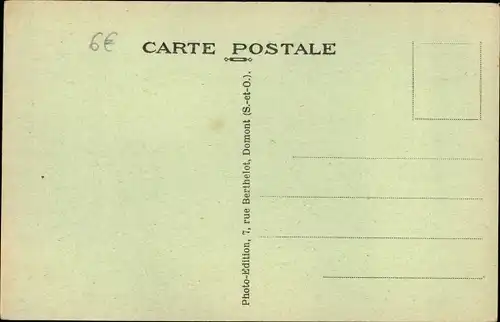 6€
CARTE POSTALE
Photo-Edition, 7, rue Berthelot, Domont (S.-et-O.).